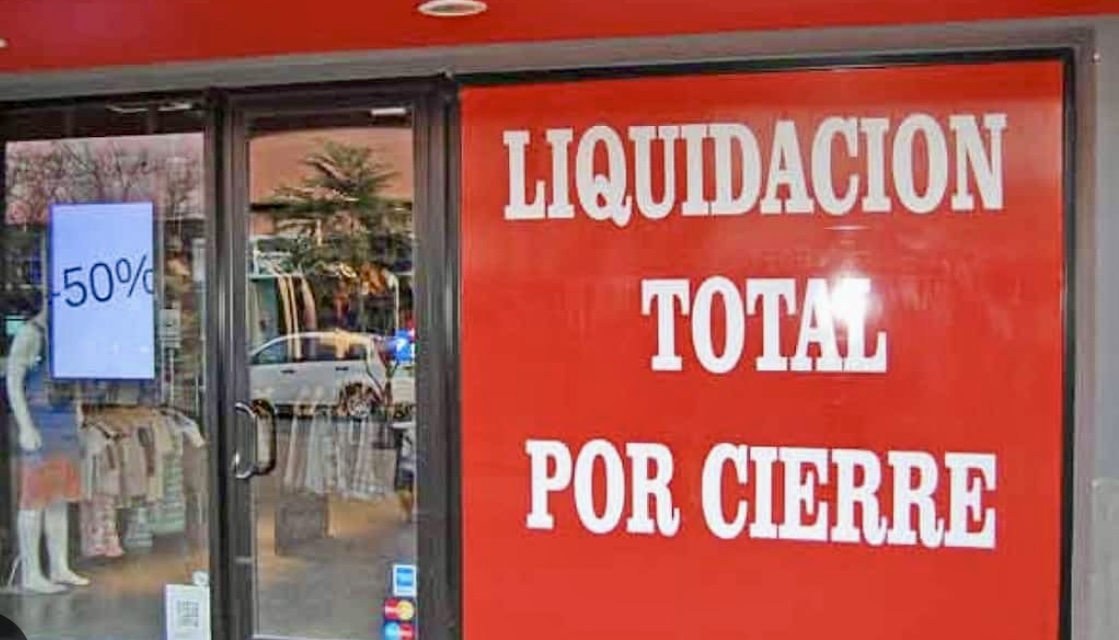 -50%
LIQUIDACION
TOTAL
POR CIERRE